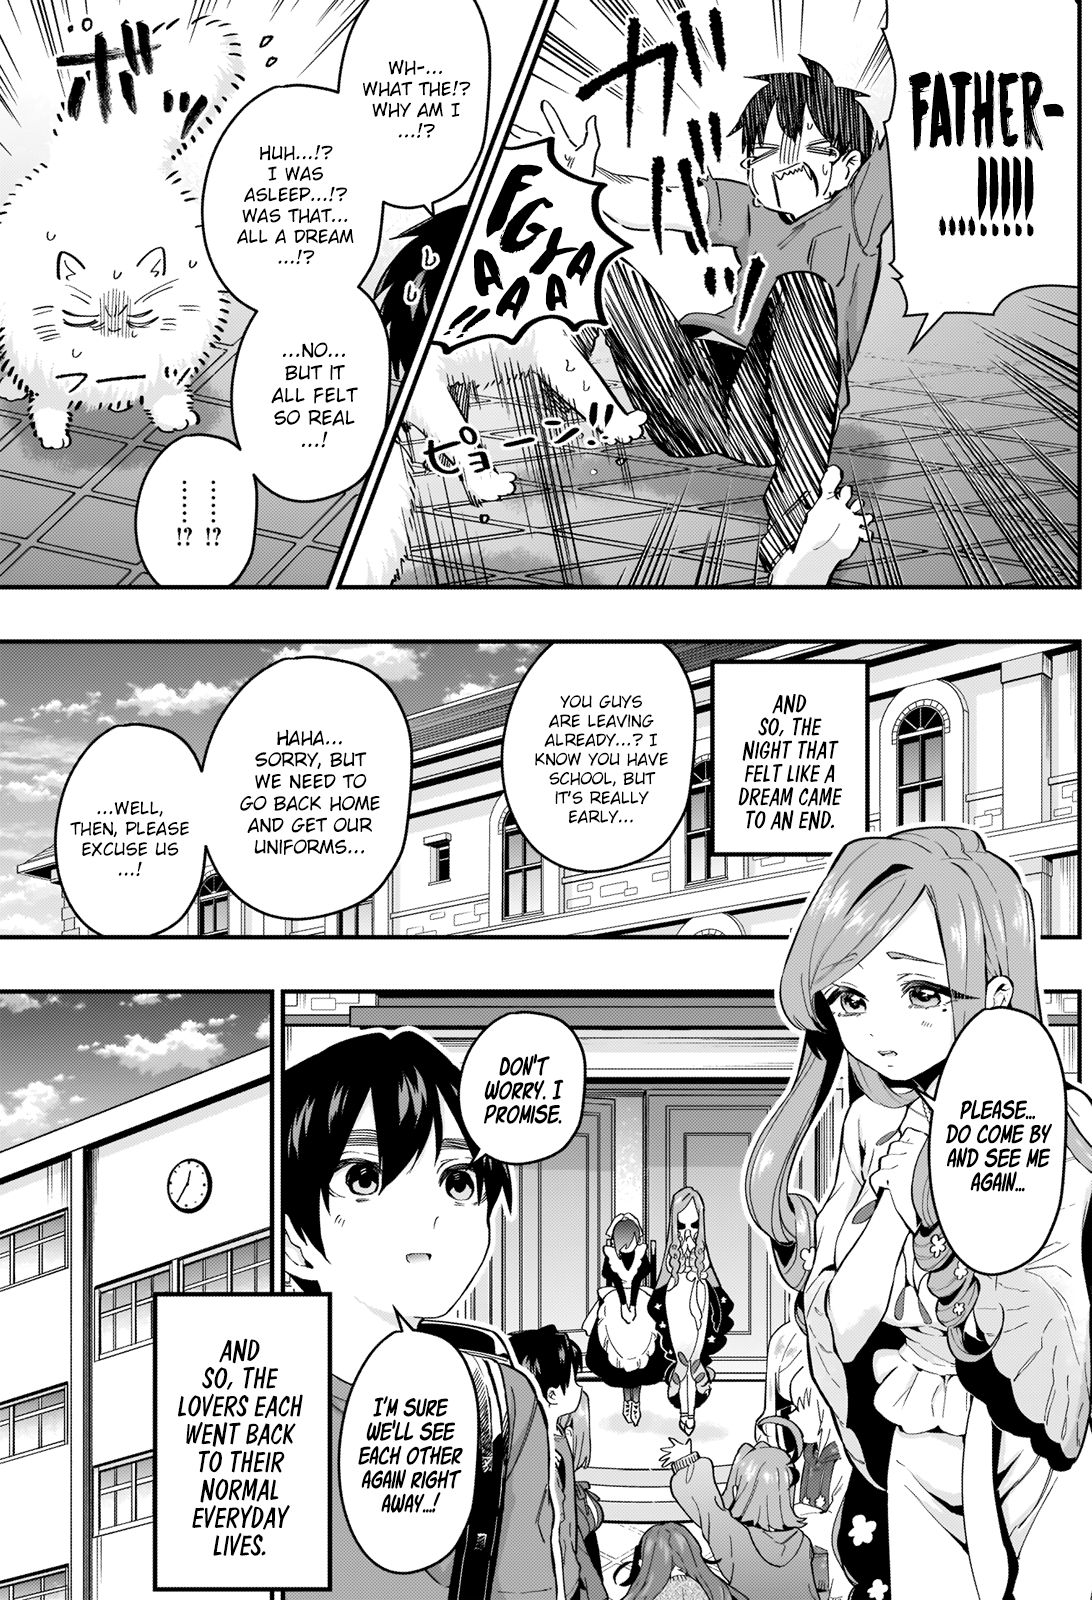 FATHER-
!!!!!......
ガ
バ
FGYA
AAAA
!!
ピョーン!!
WH-...
WHAT THE!?
WHY AM I
...!?
HUH...!?
I WAS
ASLEEP...!?
WAS THAT...
ALL A DREAM
...!?
...NO...
BUT IT
ALL FELT
SO REAL
...!
......!? ......!?
ボッ
フーーッ
AND
SO, THE
NIGHT THAT
FELT LIKE A
DREAM CAME
TO AN END.
YOU GUYS
ARE LEAVING
ALREADY...? I
KNOW YOU HAVE
SCHOOL, BUT
IT'S REALLY
EARLY...
HAHA...
SORRY, BUT
WE NEED TO
GO BACK HOME
AND GET OUR
UNIFORMS...
...WELL,
THEN, PLEASE
EXCUSE US
...!
PLEASE...
DO COME BY
AND SEE ME
AGAIN...
DON'T
WORRY. I
PROMISE.
I'M SURE
WE'LL SEE
EACH OTHER
AGAIN RIGHT
AWAY...!
AND
SO, THE
LOVERS EACH
WENT BACK
TO THEIR
NORMAL
EVERYDAY
LIVES.